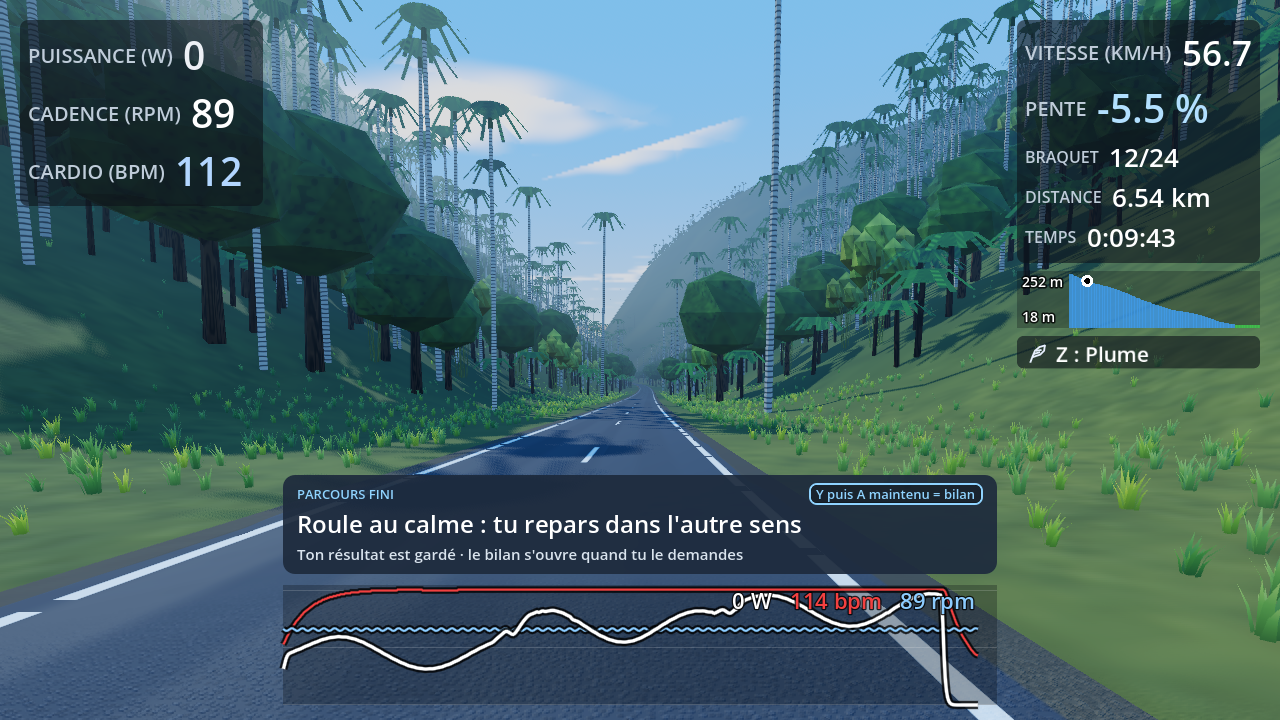 PUISSANCE (W) 0
CADENCE (RPM) 89
CARDIO (BPM) 112
VITESSE (KM/H) 56.7
PENTE -5.5 %
BRAQUET 12/24
DISTANCE 6.54 km
TEMPS 0:09:43
252 m
18 m
Z : Plume
PARCOURS FINI
Y puis A maintenu = bilan
Roule au calme : tu repars dans l'autre sens
Ton résultat est gardé · le bilan s'ouvre quand tu le demandes
0 W 114 bpm 89 rpm